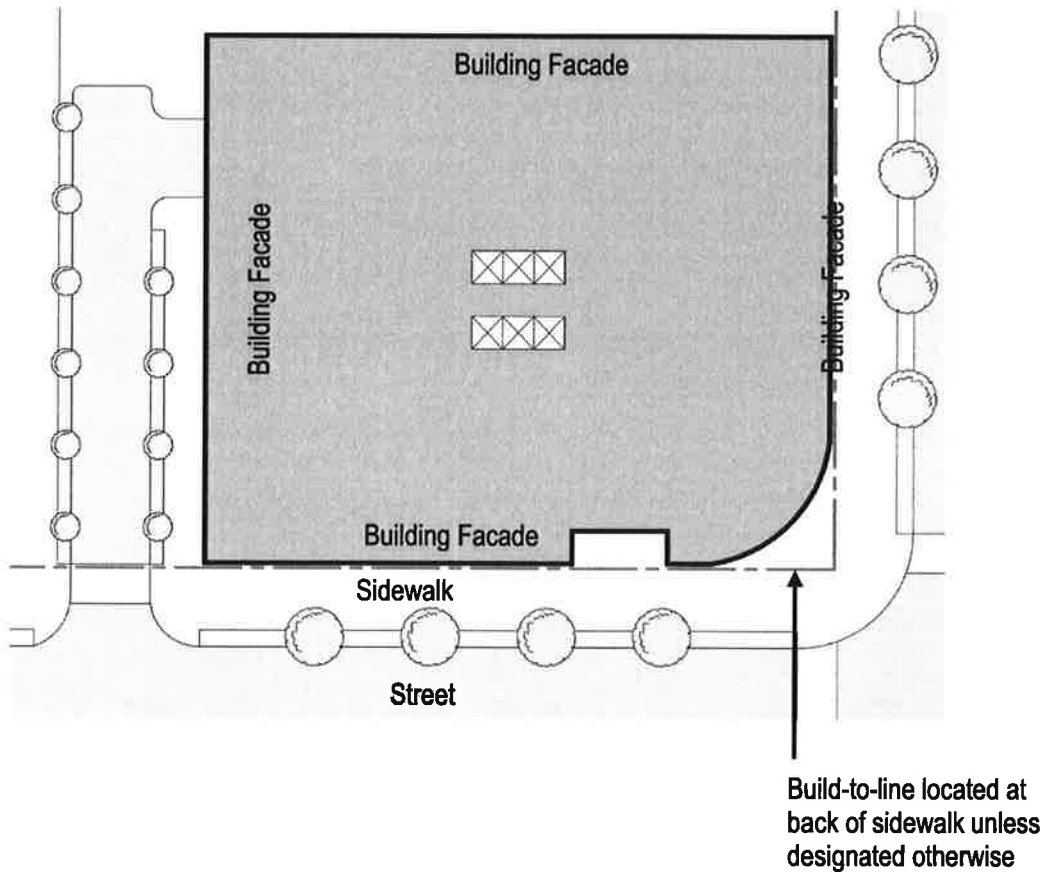 Building Facade
Building Facade
Building Facade
Building Facade
Sidewalk
Street
Build-to-line located at
back of sidewalk unless
designated otherwise